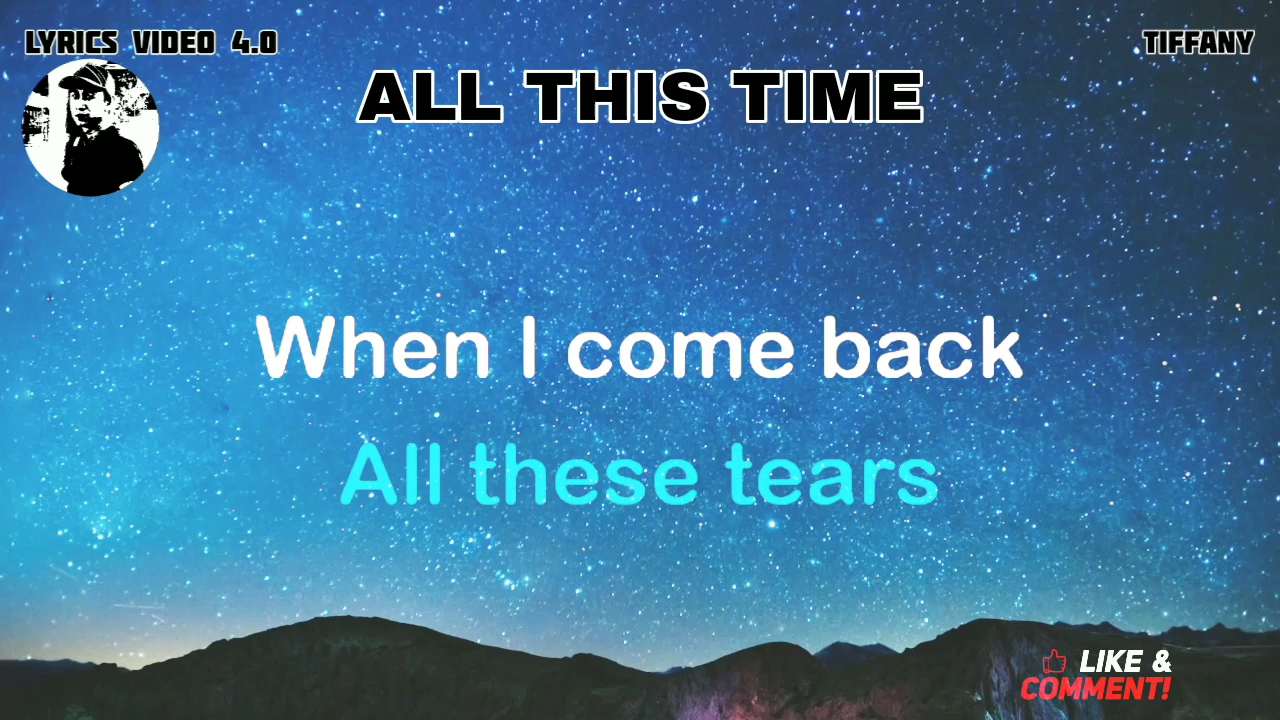 LYRICS VIDEO 4.0
TIFFANY
ALL THIS TIME
When I come back
All these tears
LIKE &
COMMENT!